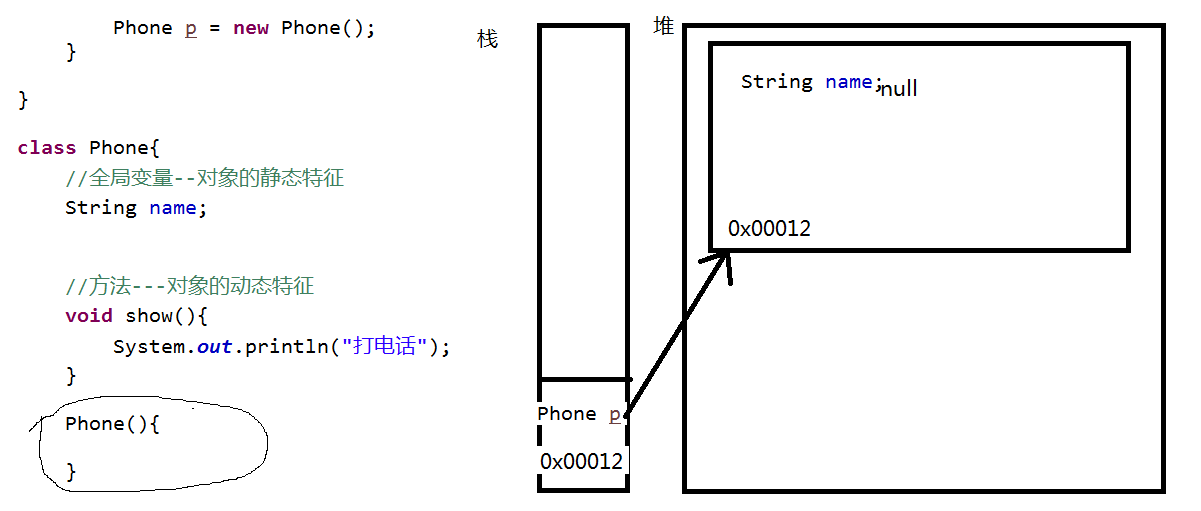 Phone p = new Phone();
}
}
class Phone{
//全局变量--对象的静态特征
String name;
//方法---对象的动态特征
void show(){
System.out.println("打电话");
}
Phone(){
}
栈
Phone p
0x00012
堆
String name;null
0x00012